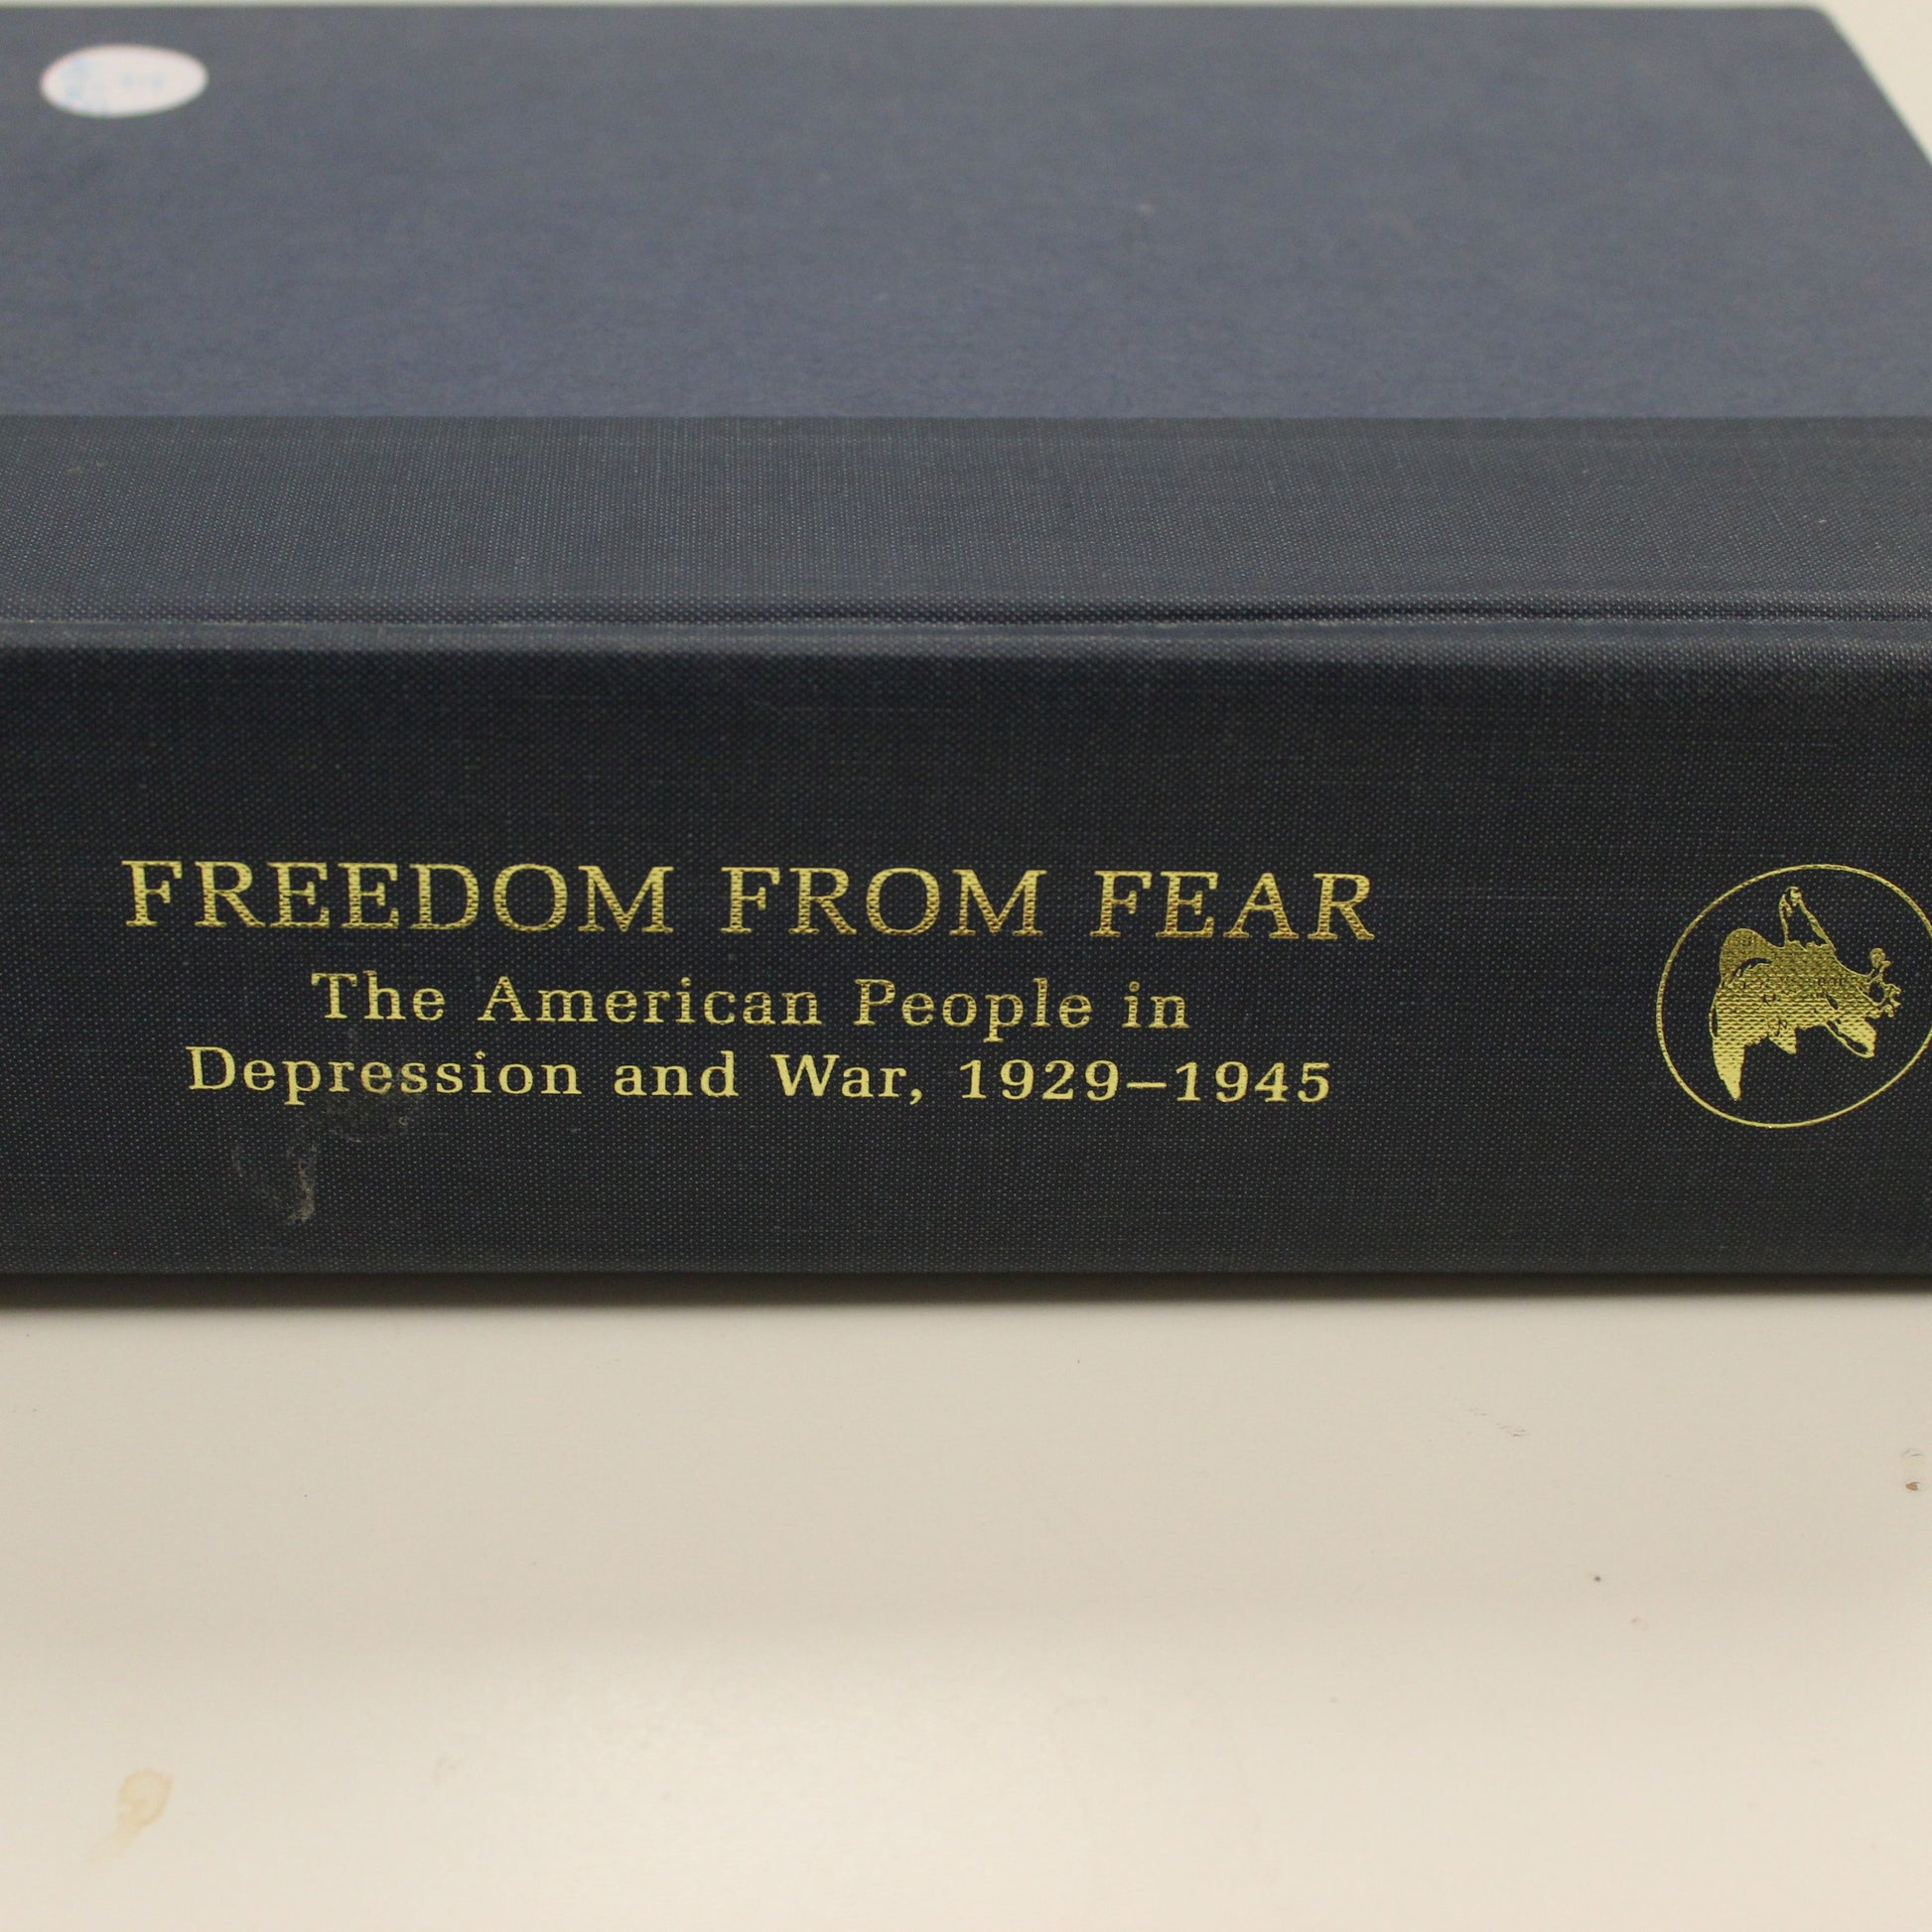 FREEDOM FROM FEAR
The American People in
Depression and War, 1929–1945